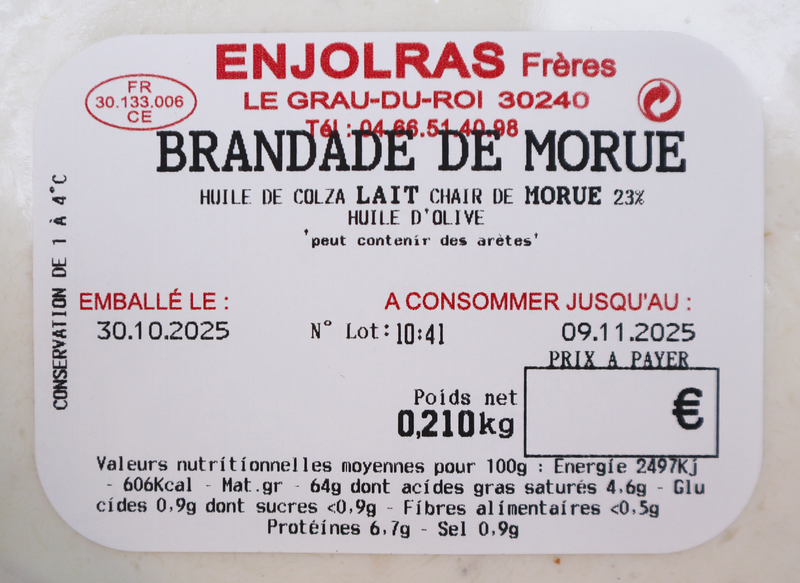 ENJOLRAS Frères
FR
30.133.006
CE
LE GRAU-DU-ROI 30240
Tél : 04.66.51.40.98
BRANDADE DE MORUE
HUILE DE COLZA LAIT CHAIR DE MORUE 23%
HUILE D'OLIVE
'peut contenir des arètes'
CONSERVATION DE 1 À 4°C
EMBALLÉ LE :
A CONSOMMER JUSQU'AU :
30.10.2025
N° Lot: 10:41
09.11.2025
PRIX A PAYER
Poids net
0,210kg
€
Valeurs nutritionnelles moyennes pour 100g : Energie 2497Kj
- 606Kcal - Mat.gr - 64g dont acides gras saturés 4,6g - Glu
cides 0,9g dont sucres <0,9g - Fibres alimentaires <0,5g
Protéines 6,7g - Sel 0,9g